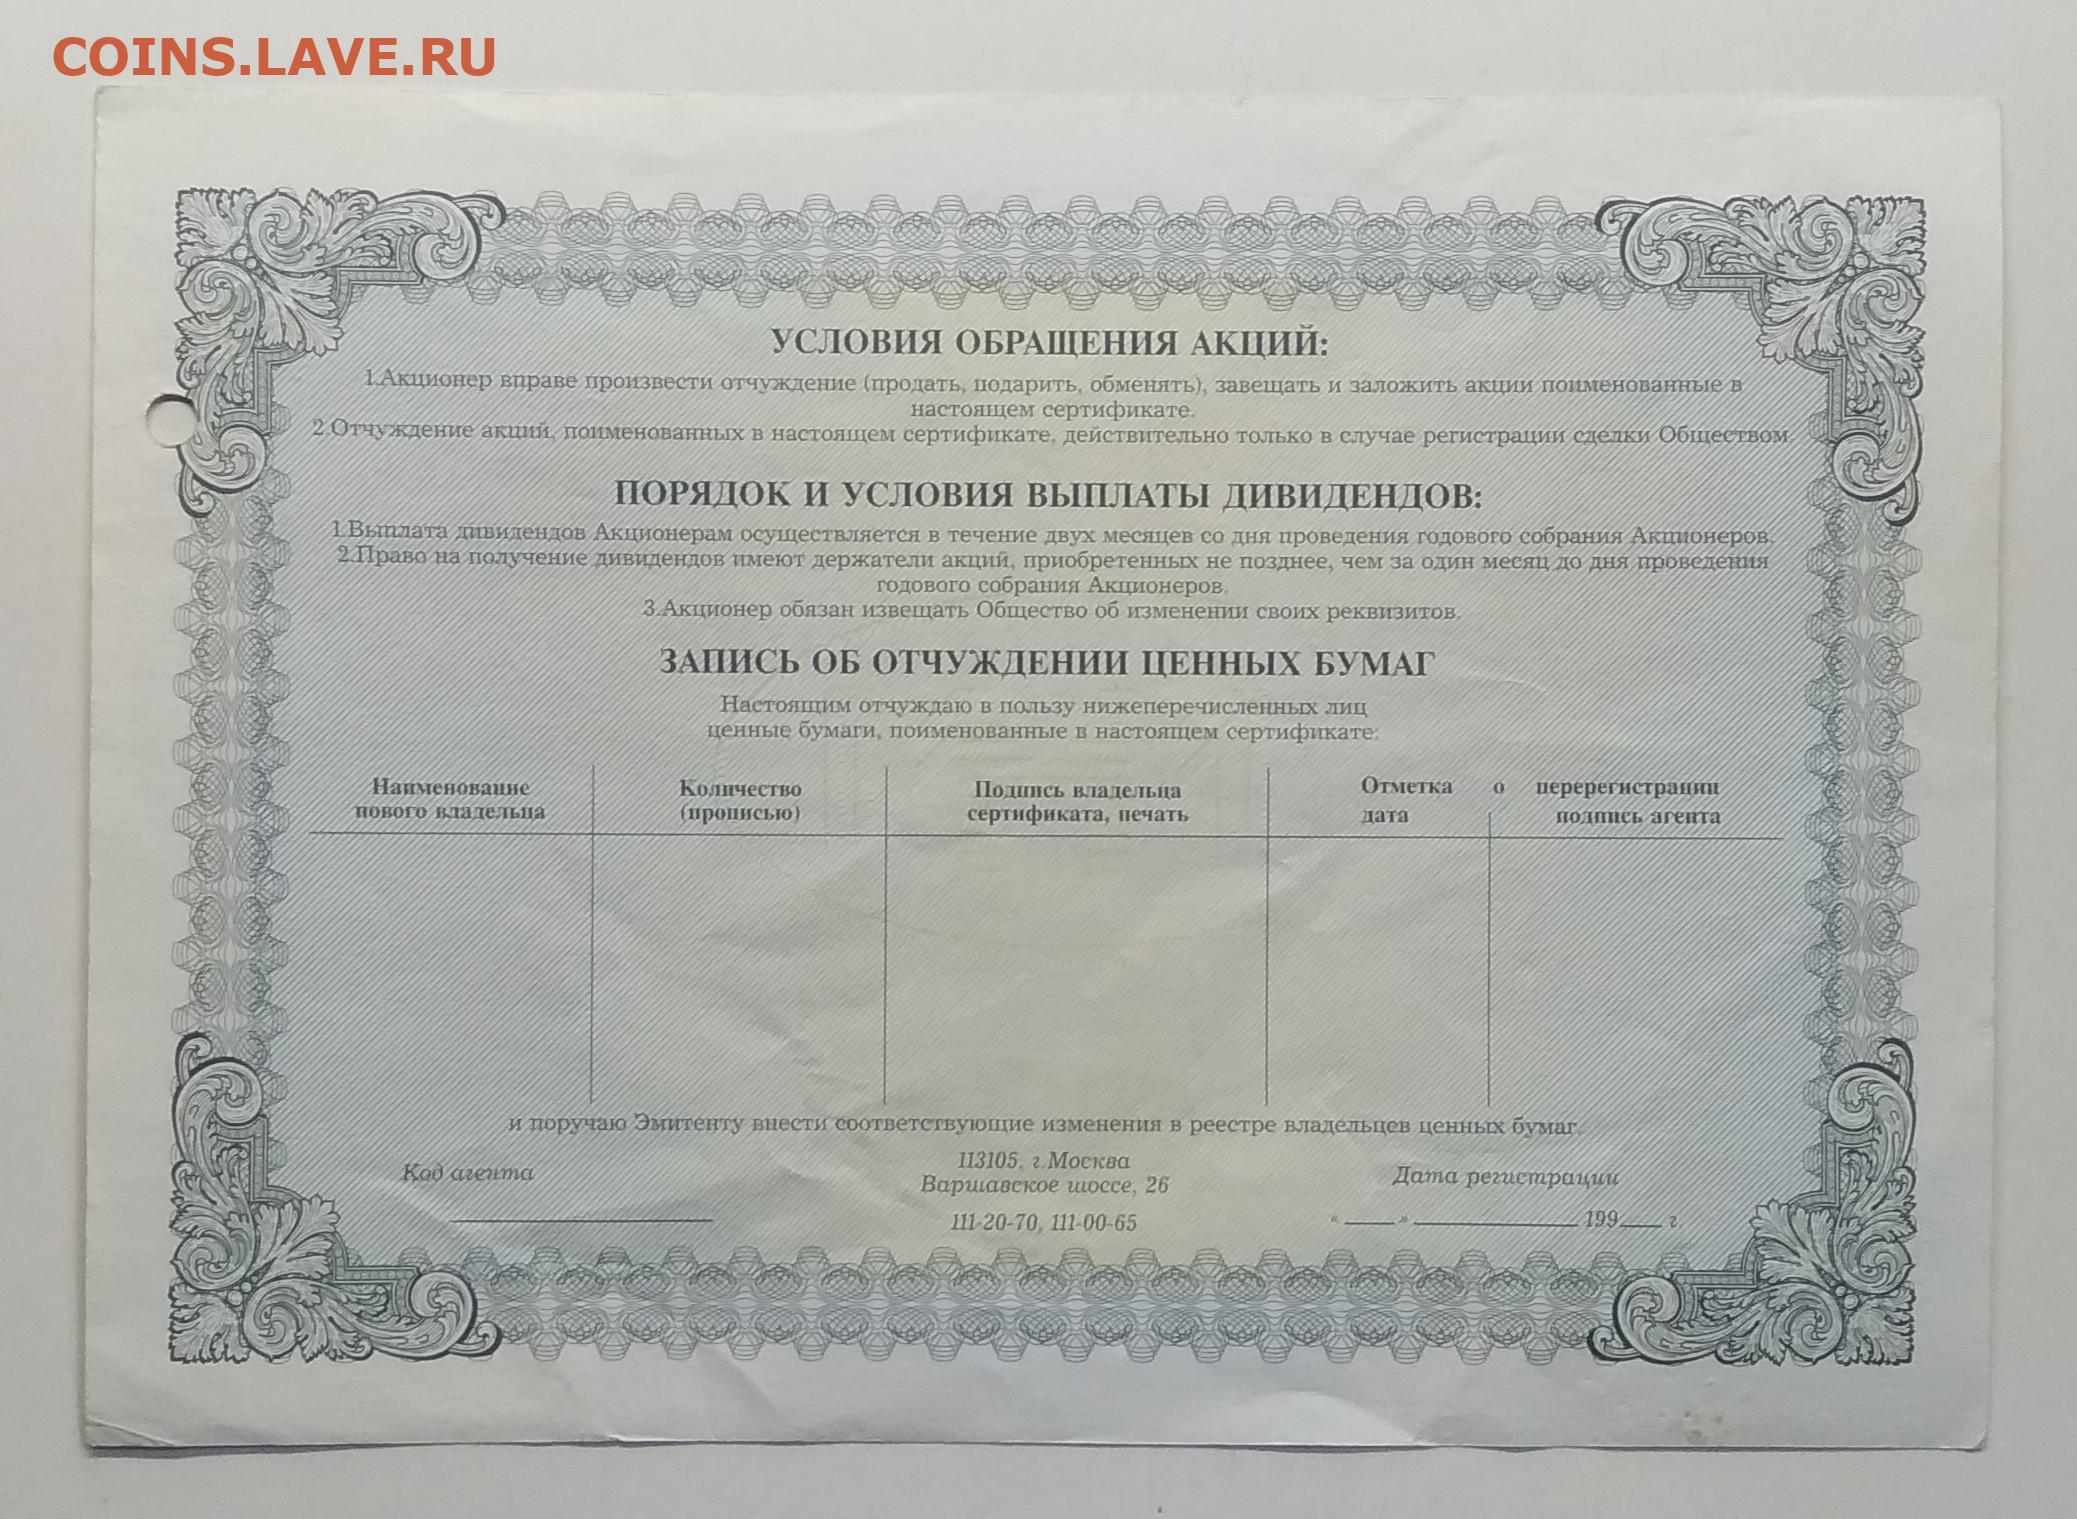 COINS.LAVE.RU
УСЛОВИЯ ОБРАЩЕНИЯ АКЦИЙ:
1.Акционер вправе произвести отчуждение (продать, подарить, обменять), завещать и заложить акции поименованные в
настоящем сертификате.
2.Отчуждение акций, поименованных в настоящем сертификате, действительно только в случае регистрации сделки Обществом.
ПОРЯДОК И УСЛОВИЯ ВЫПЛАТЫ ДИВИДЕНДОВ:
1.Выплата дивидендов Акционерам осуществляется в течение двух месяцев со дня проведения годового собрания Акционеров.
2.Право на получение дивидендов имеют держатели акций, приобретенных не позднее, чем за один месяц до дня проведения
годового собрания Акционеров.
3.Акционер обязан извещать Общество об изменении своих реквизитов.
ЗАПИСЬ ОБ ОТЧУЖДЕНИИ ЦЕННЫХ БУМАГ
Настоящим отчуждаю в пользу нижеперечисленных лиц
ценные бумаги, поименованные в настоящем сертификате:
Наименование
нового владельца
Количество
(прописью)
Подпись владельца
сертификата, печать
Отметка о перерегистрации
дата подпись агента
и поручаю Эмитенту внести соответствующие изменения в реестре владельцев ценных бумаг.
Код агента
113105, г.Москва
Варшавское шоссе, 26
111-20-70, 111-00-65
Дата регистрации
"____" ____________ 199___ г.